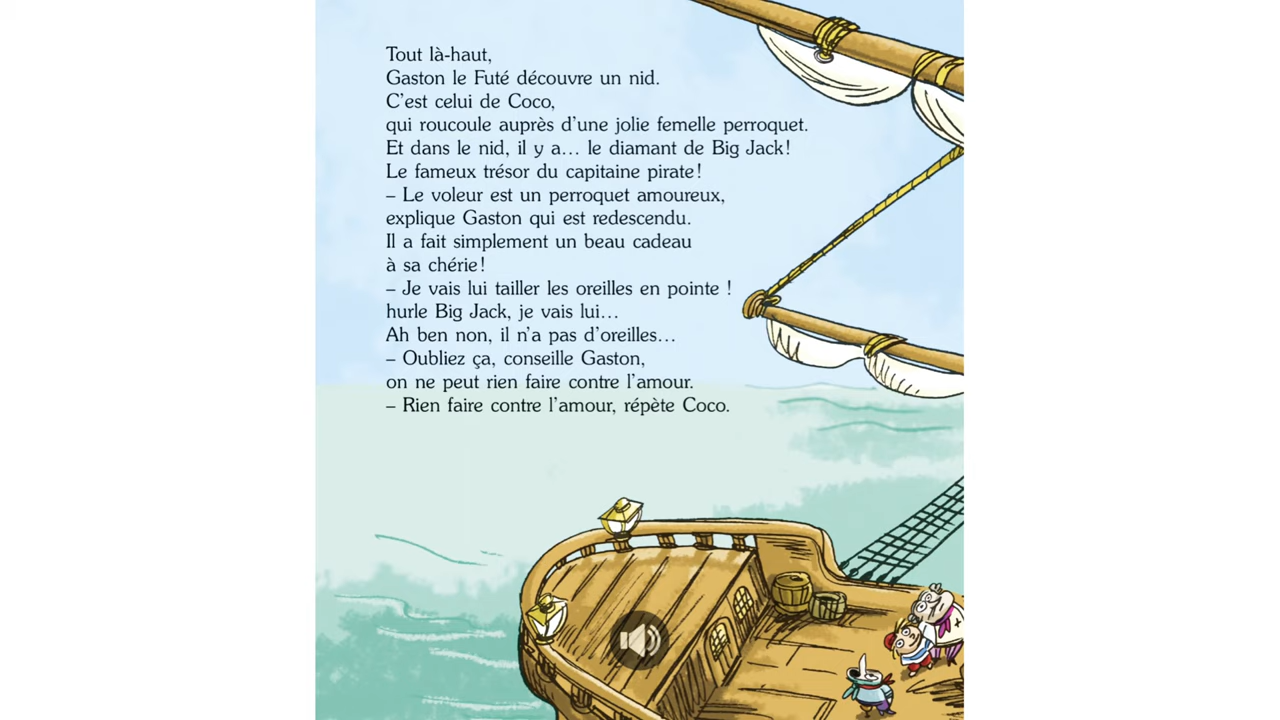 Tout là-haut,
Gaston le Futé découvre un nid.
C'est celui de Coco,
qui roucoule auprès d'une jolie femelle perroquet.
Et dans le nid, il y a… le diamant de Big Jack!
Le fameux trésor du capitaine pirate!
– Le voleur est un perroquet amoureux,
explique Gaston qui est redescendu.
Il a fait simplement un beau cadeau
à sa chérie!
– Je vais lui tailler les oreilles en pointe !
hurle Big Jack, je vais lui…
Ah ben non, il n'a pas d'oreilles…
– Oubliez ça, conseille Gaston,
on ne peut rien faire contre l'amour.
– Rien faire contre l'amour, répète Coco.